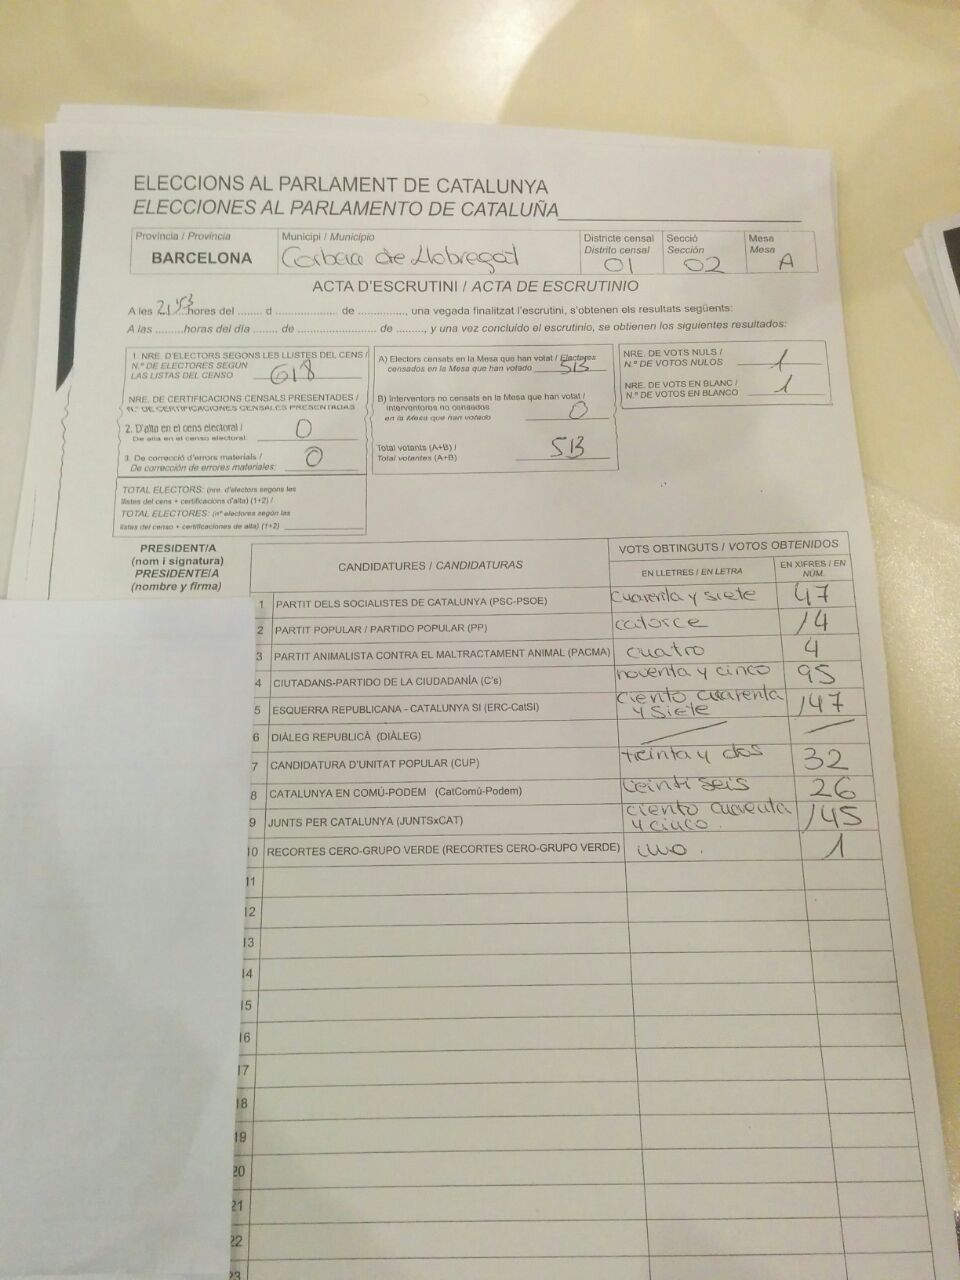 ELECCIONS AL PARLAMENT DE CATALUNYA
ELECCIONES AL PARLAMENTO DE CATALUÑA
Província / Provincia
BARCELONA
Municipi / Municipio
Corbera de Llobregat
Districte censal
Distrito censal
01
Secció
Sección
02
Mesa
Mesa
A
ACTA D'ESCRUTINI / ACTA DE ESCRUTINIO
A les 21'53 hores del ....... d .................... de ..............., una vegada finalitzat l'escrutini, s'obtenen els resultats següents:
A las .........horas del día ....... de .................... de ........., y una vez concluido el escrutinio, se obtienen los siguientes resultados:
1. NRE. D'ELECTORS SEGONS LES LLISTES DEL CENS /
N.º DE ELECTORES SEGÚN
LAS LISTAS DEL CENSO 618
NRE. DE CERTIFICACIONS CENSALS PRESENTADES /
N.º DE CERTIFICACIONES CENSALES PRESENTADAS
2. D'alta en el cens electoral /
De alta en el censo electoral: 0
3. De correcció d'errors materials /
De corrección de errores materiales: 0
TOTAL ELECTORS: (nre. d'electors segons les
llistes del cens + certificacions d'alta) (1+2) /
TOTAL ELECTORES: (nº electores según las
listas del censo + certificaciones de alta) (1+2)
A) Electors censats en la Mesa que han votat / Electores
censados en la Mesa que han votado 513
B) Interventors no censats en la Mesa que han votat /
Interventores no censados
en la Mesa que han votado 0
Total votants (A+B) /
Total votantes (A+B) 513
NRE. DE VOTS NULS /
N.º DE VOTOS NULOS 1
NRE. DE VOTS EN BLANC /
N.º DE VOTOS EN BLANCO 1
PRESIDENT/A
(nom i signatura)
PRESIDENTE/A
(nombre y firma)
CANDIDATURES / CANDIDATURAS
VOTS OBTINGUTS / VOTOS OBTENIDOS
EN LLETRES / EN LETRA
EN XIFRES / EN
NÚM.
1 PARTIT DELS SOCIALISTES DE CATALUNYA (PSC-PSOE) cuarenta y siete 47
2 PARTIT POPULAR / PARTIDO POPULAR (PP) catorce 14
3 PARTIT ANIMALISTA CONTRA EL MALTRACTAMENT ANIMAL (PACMA) cuatro 4
4 CIUTADANS-PARTIDO DE LA CIUDADANÍA (C's) noventa y cinco 95
5 ESQUERRA REPUBLICANA - CATALUNYA SI (ERC-CatSI) ciento cuarenta y siete 147
6 DIÀLEG REPUBLICÀ (DIÀLEG)
7 CANDIDATURA D'UNITAT POPULAR (CUP) treinta y dos 32
8 CATALUNYA EN COMÚ-PODEM (CatComú-Podem) veinti seis 26
9 JUNTS PER CATALUNYA (JUNTSxCAT) ciento cuarenta y cinco. 145
10 RECORTES CERO-GRUPO VERDE (RECORTES CERO-GRUPO VERDE) uno. 1
11
12
13
14
15
16
17
18
19
20
21
22
23